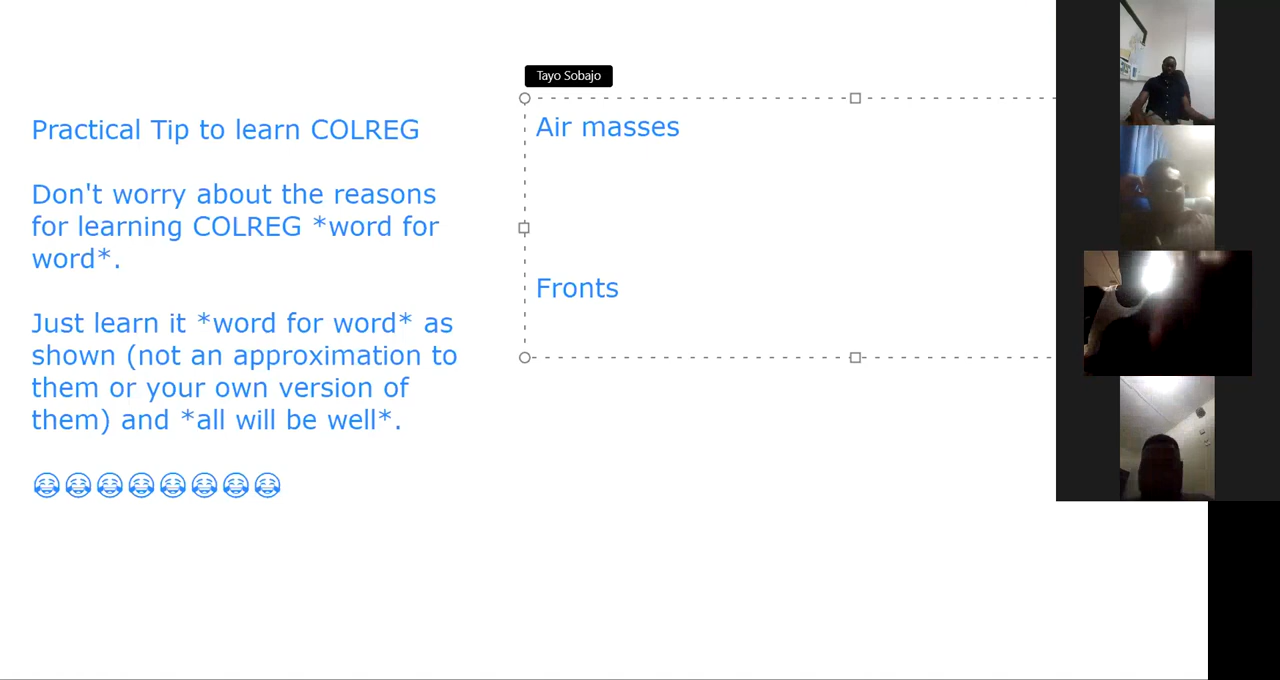 Practical Tip to learn COLREG
Don't worry about the reasons
for learning COLREG *word for
word*.
Just learn it *word for word* as
shown (not an approximation to
them or your own version of
them) and *all will be well*.
😂😂😂😂😂😂😂😂
Tayo Sobajo
Air masses
Fronts